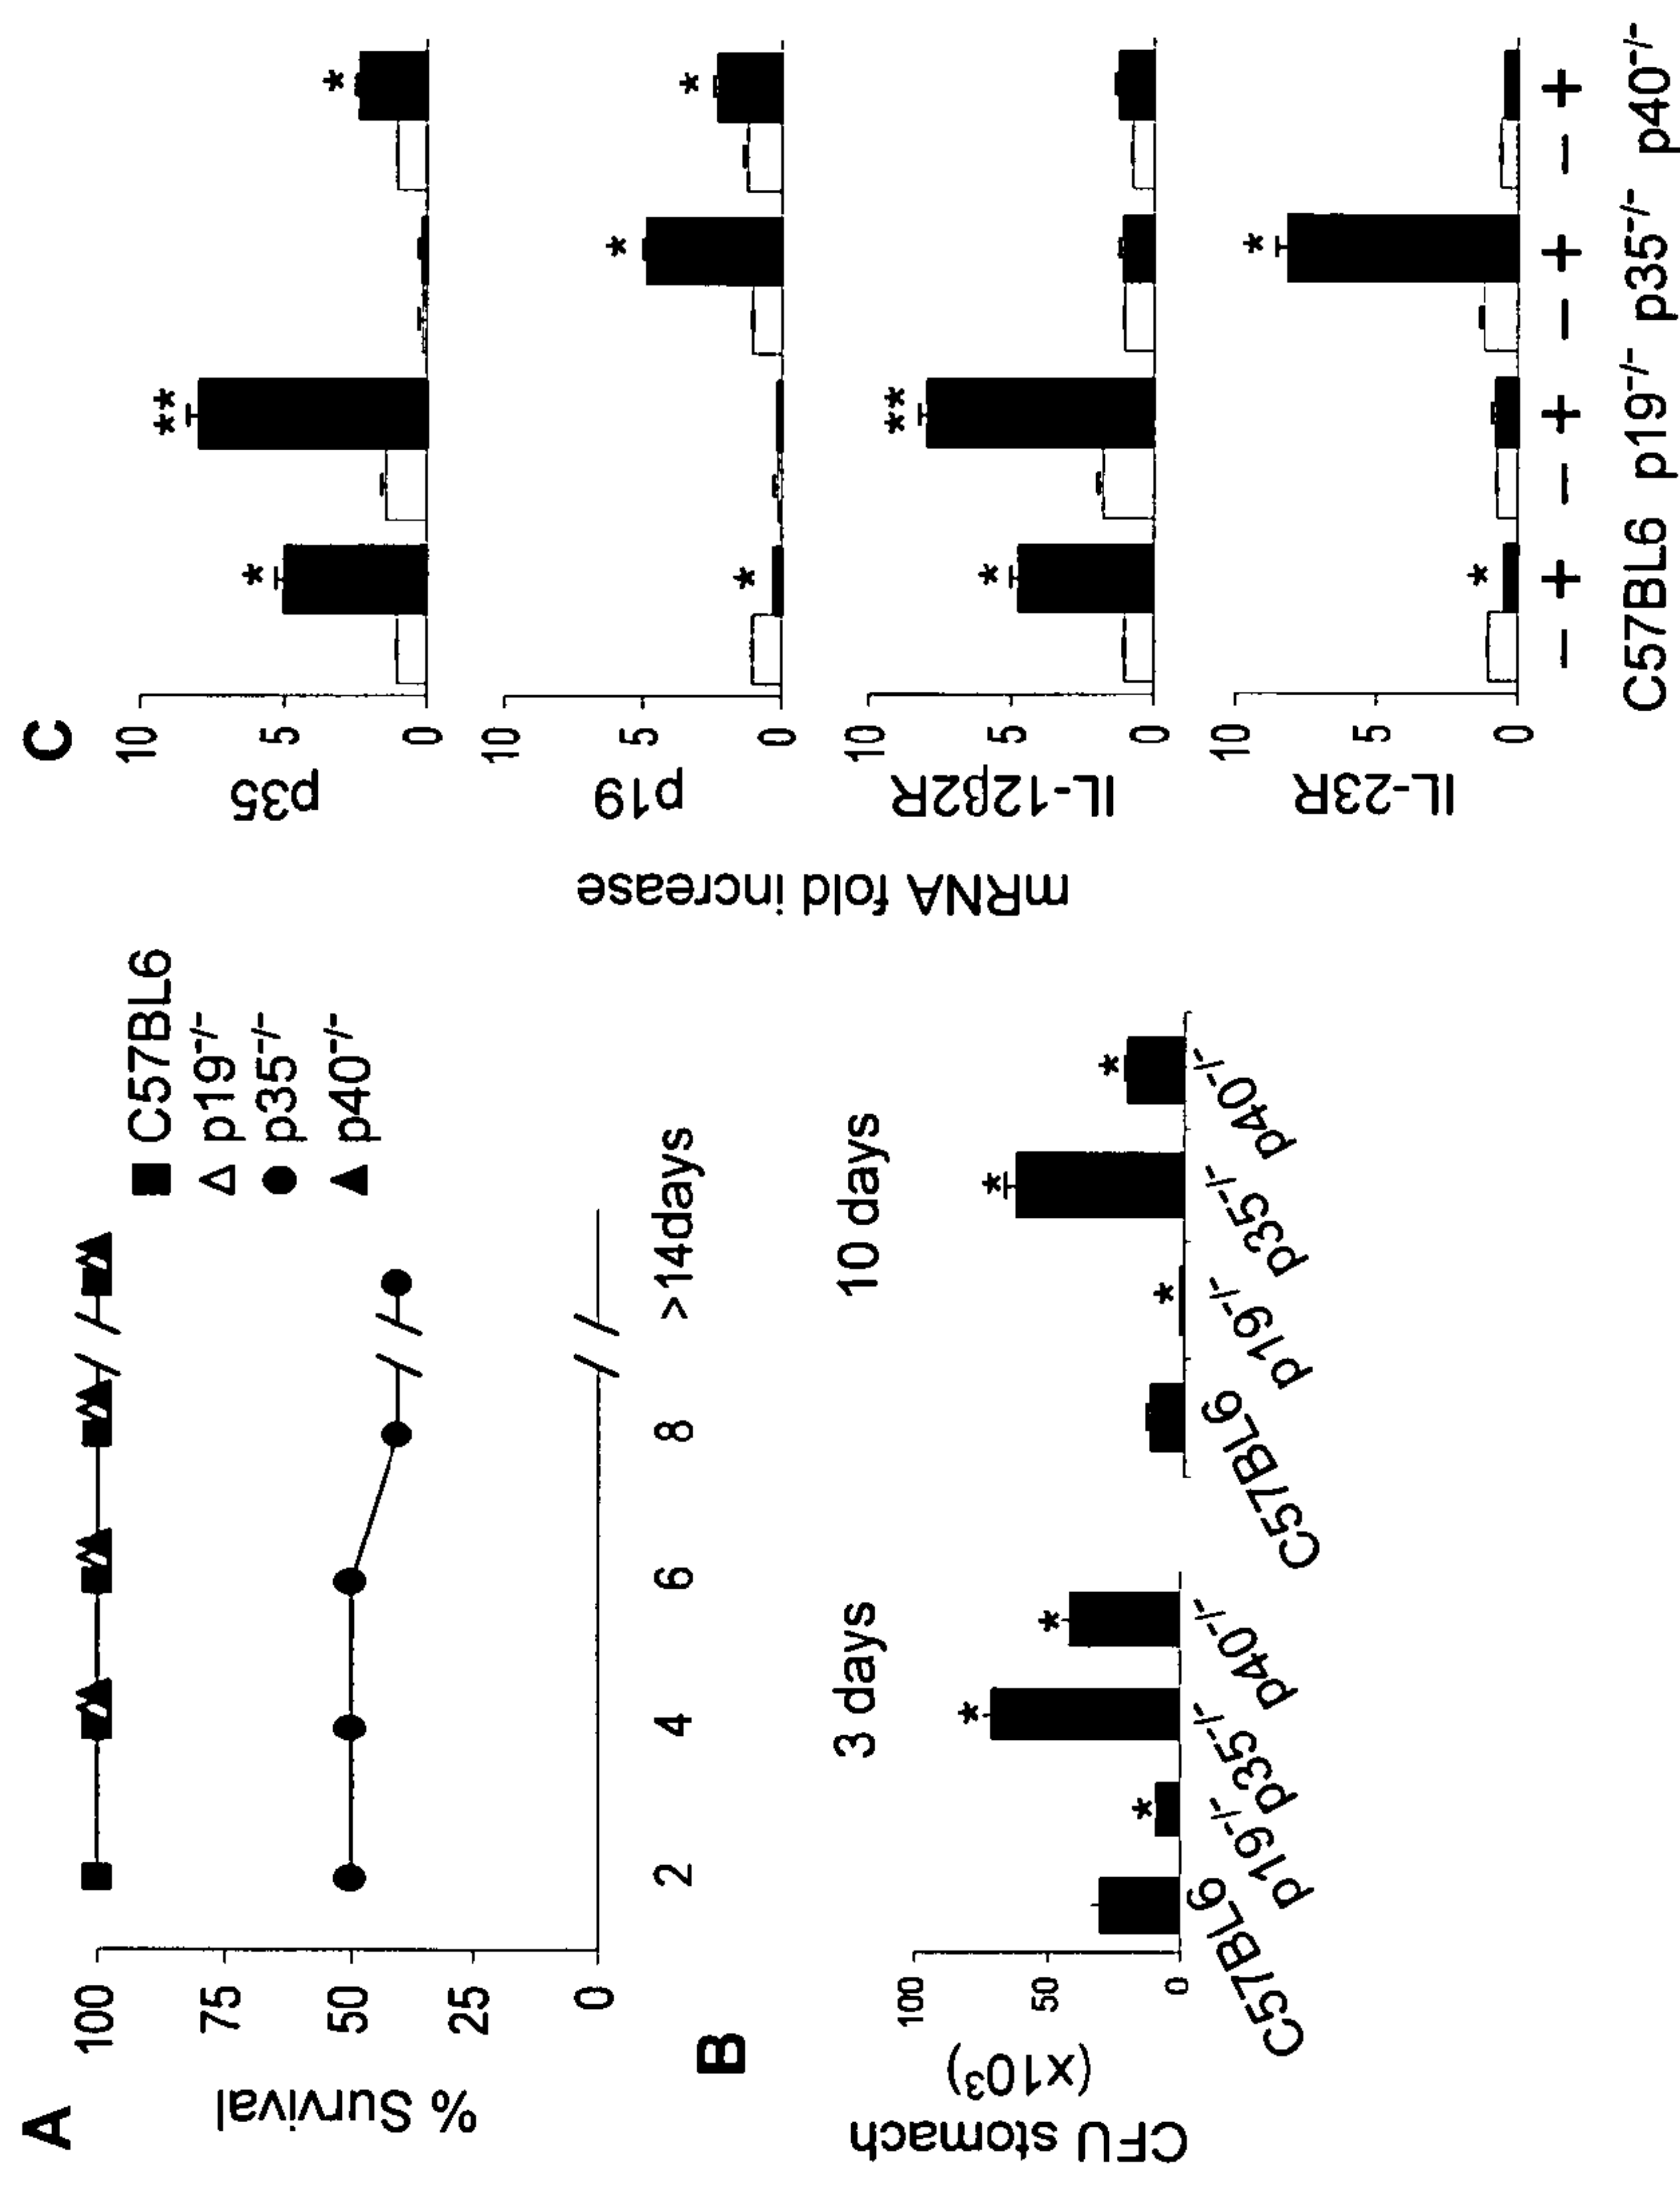 A
% Survival
100
75
50
25
0
2 4 6 8 >14days
C57BL6
p19-/-
p35-/-
p40-/-
B
CFU stomach
(x10³)
100
50
0
3 days
C57BL6 p19-/- p35-/- p40-/-
10 days
C57BL6 p19-/- p35-/- p40-/-
C
mRNA fold increase
p35
10
5
0
* ** *
p19
10
5
0
* * *
IL-12β2R
10
5
0
* **
IL-23R
10
5
0
* *
− + − + − + − +
C57BL6 p19-/- p35-/- p40-/-